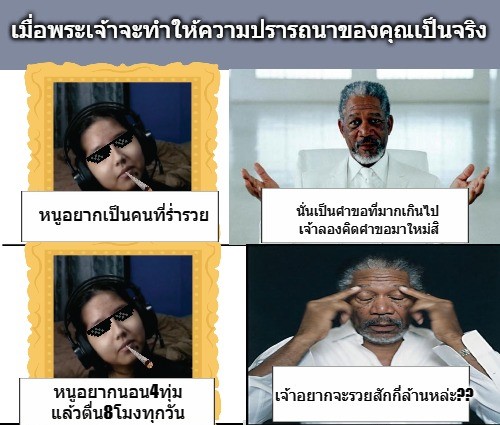 เมื่อพระเจ้าจะทำให้ความปรารถนาของคุณเป็นจริง
หนูอยากเป็นคนที่ร่ำรวย
นั่นเป็นคำขอที่มากเกินไป
เจ้าลองคิดคำขอมาใหม่สิ
หนูอยากนอน4ทุ่ม
แล้วตื่น8โมงทุกวัน
เจ้าอยากจะรวยสักกี่ล้านหล่ะ??